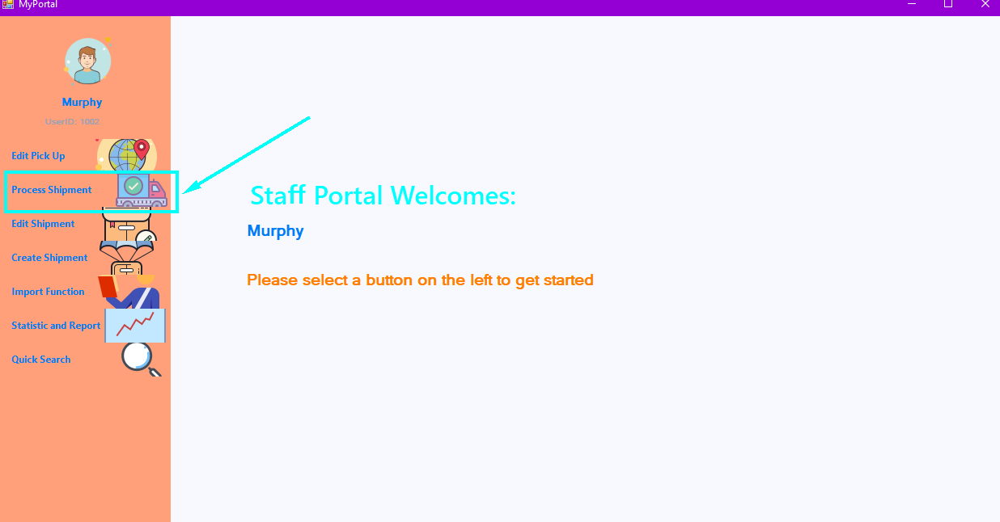 MyPortal
Murphy
UserID: 1002
Edit Pick Up
Process Shipment
Edit Shipment
Create Shipment
Import Function
Statistic and Report
Quick Search
Staff Portal Welcomes:
Murphy
Please select a button on the left to get started